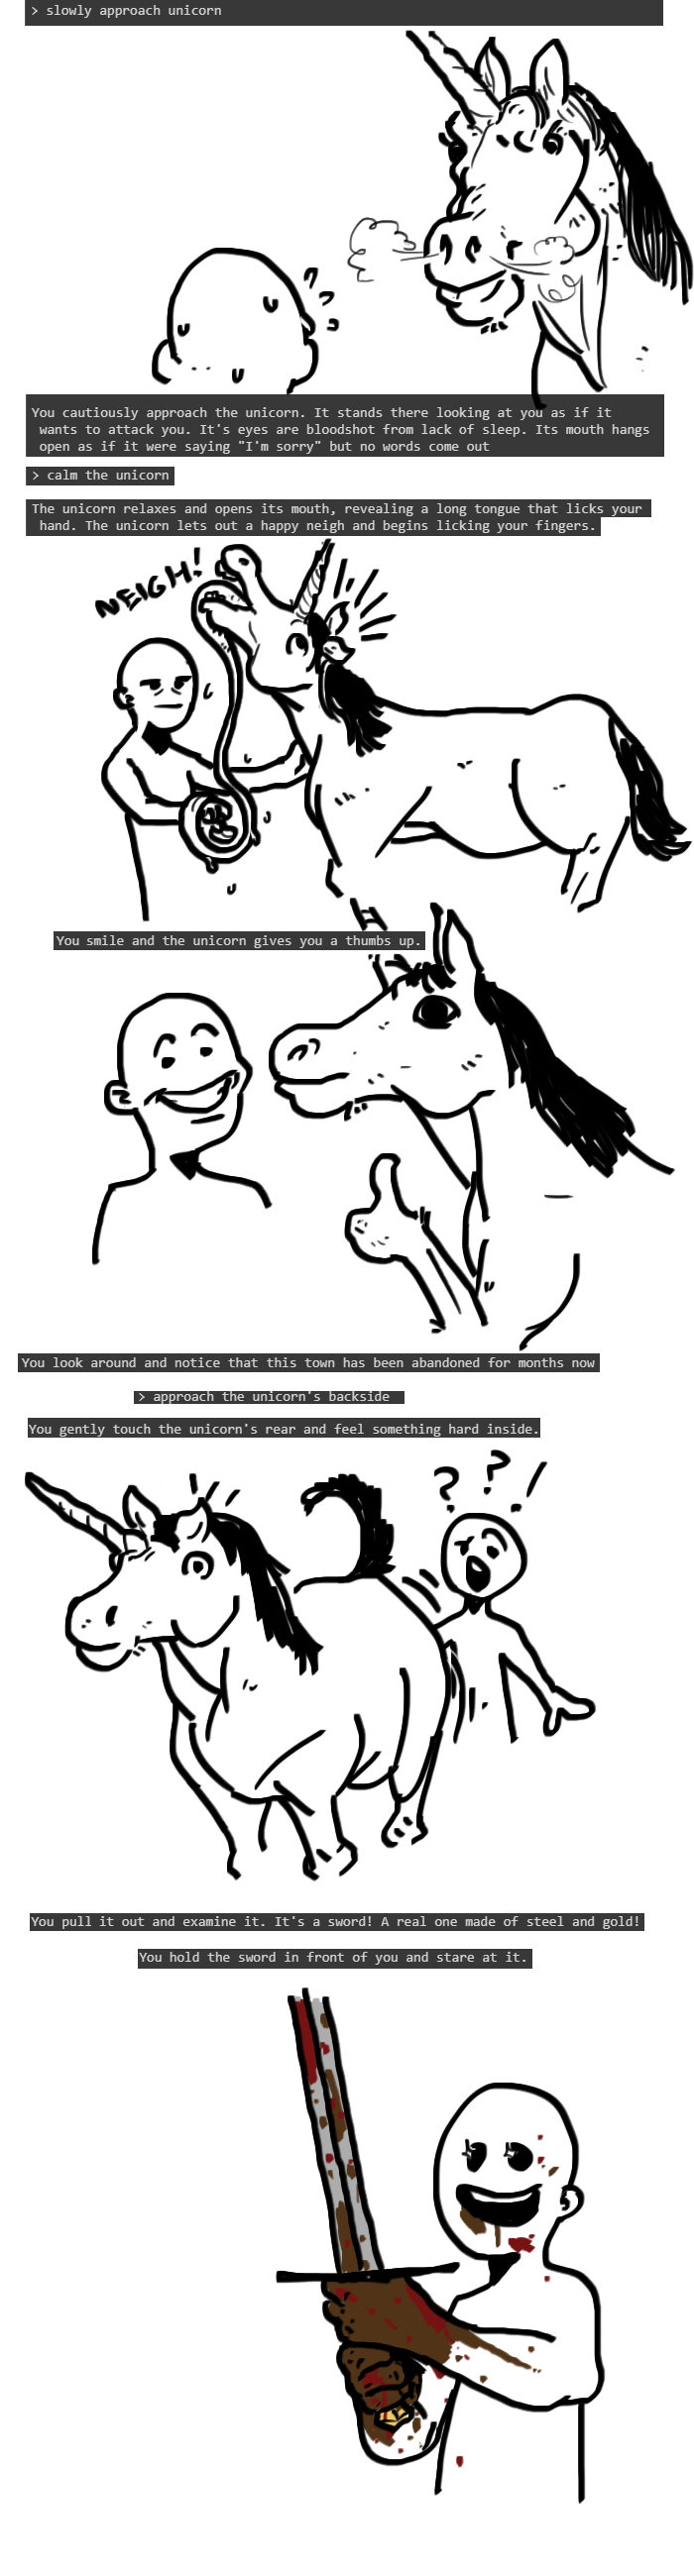 > slowly approach unicorn
You cautiously approach the unicorn. It stands there looking at you as if it
wants to attack you. It's eyes are bloodshot from lack of sleep. Its mouth hangs
open as if it were saying "I'm sorry" but no words come out
> calm the unicorn
The unicorn relaxes and opens its mouth, revealing a long tongue that licks your
hand. The unicorn lets out a happy neigh and begins licking your fingers.
NEIGH!
You smile and the unicorn gives you a thumbs up.
You look around and notice that this town has been abandoned for months now
> approach the unicorn's backside
You gently touch the unicorn's rear and feel something hard inside.
? ? !
You pull it out and examine it. It's a sword! A real one made of steel and gold!
You hold the sword in front of you and stare at it.